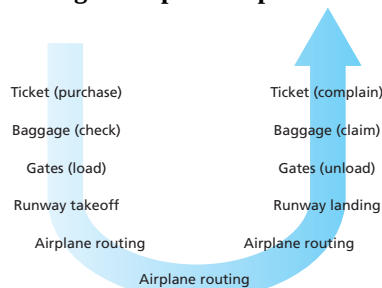 Ticket (purchase)
Baggage (check)
Gates (load)
Runway takeoff
Airplane routing
Ticket (complain)
Baggage (claim)
Gates (unload)
Runway landing
Airplane routing
Airplane routing